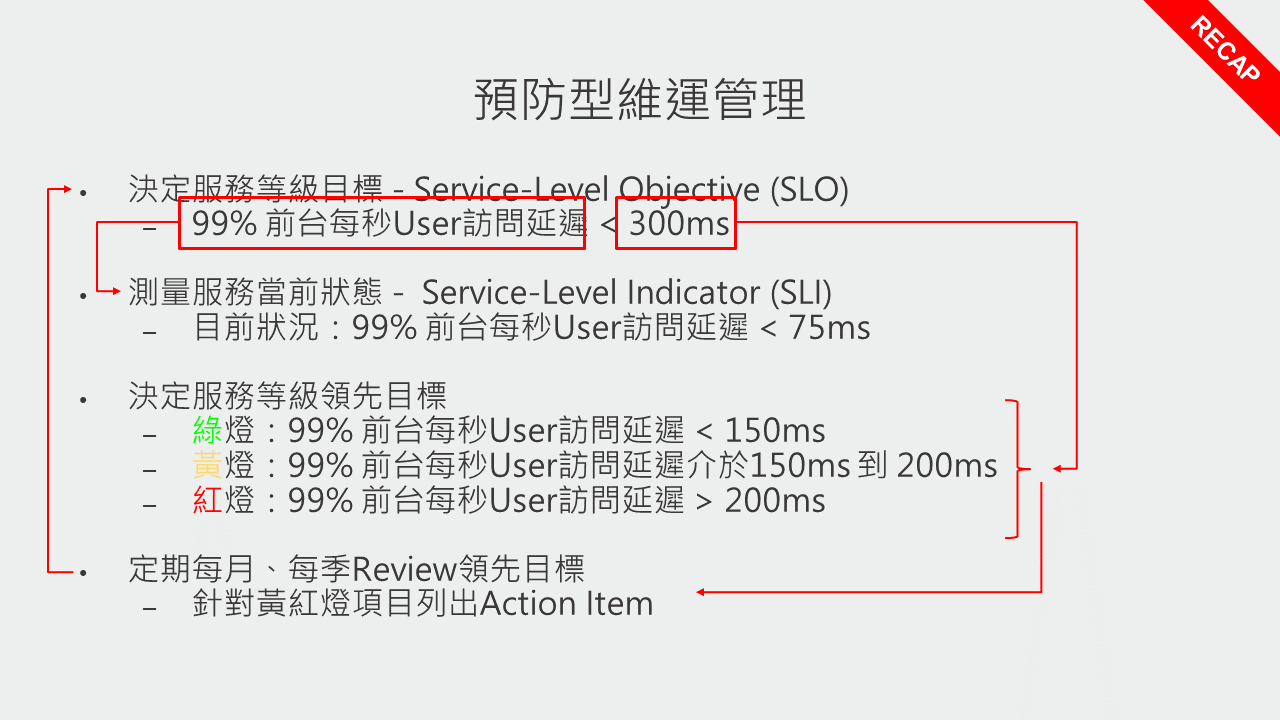 RECAP
預防型維運管理
• 決定服務等級目標 - Service-Level Objective (SLO)
– 99% 前台每秒User訪問延遲 < 300ms
• 測量服務當前狀態 - Service-Level Indicator (SLI)
– 目前狀況：99% 前台每秒User訪問延遲 < 75ms
• 決定服務等級領先目標
– 綠燈：99% 前台每秒User訪問延遲 < 150ms
– 黃燈：99% 前台每秒User訪問延遲介於150ms 到 200ms
– 紅燈：99% 前台每秒User訪問延遲 > 200ms
• 定期每月、每季Review領先目標
– 針對黃紅燈項目列出Action Item